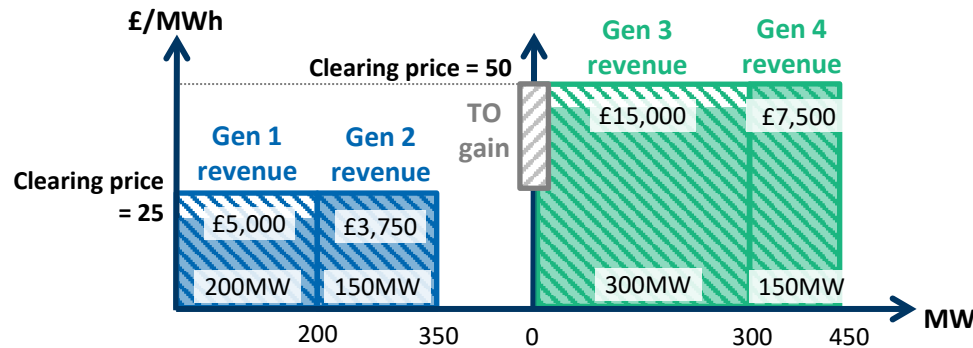 £/MWh
Clearing price = 50
Gen 3
revenue
Gen 4
revenue
TO
gain
£15,000
£7,500
Gen 1
revenue
Gen 2
revenue
Clearing price
= 25
£5,000
£3,750
200MW
150MW
300MW
150MW
200
350
0
300
450
MW